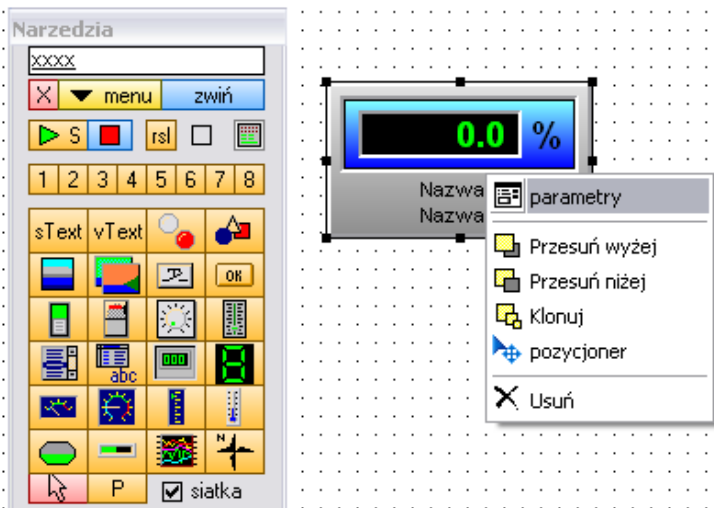 Narzedzia
xxxx
X menu zwiń
S rsl
1 2 3 4 5 6 7 8
sText vText
OK
abc
N
P siatka
0.0 %
Nazwa
Nazwa
parametry
Przesuń wyżej
Przesuń niżej
Klonuj
pozycjoner
Usuń